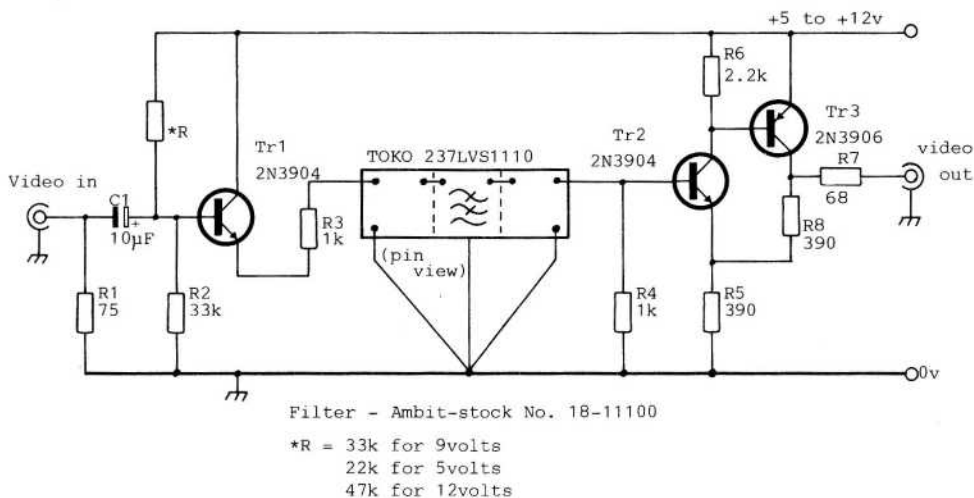 +5 to +12v
R6
2.2k
*R
Tr1
2N3904
TOKO 237LVS1110
Tr2
2N3904
Tr3
2N3906
R7
68
video
out
Video in
C1
+
10µF
R3
1k
(pin
view)
R8
390
R1
75
R2
33k
R4
1k
R5
390
0v
Filter - Ambit-stock No. 18-11100
*R = 33k for 9volts
22k for 5volts
47k for 12volts